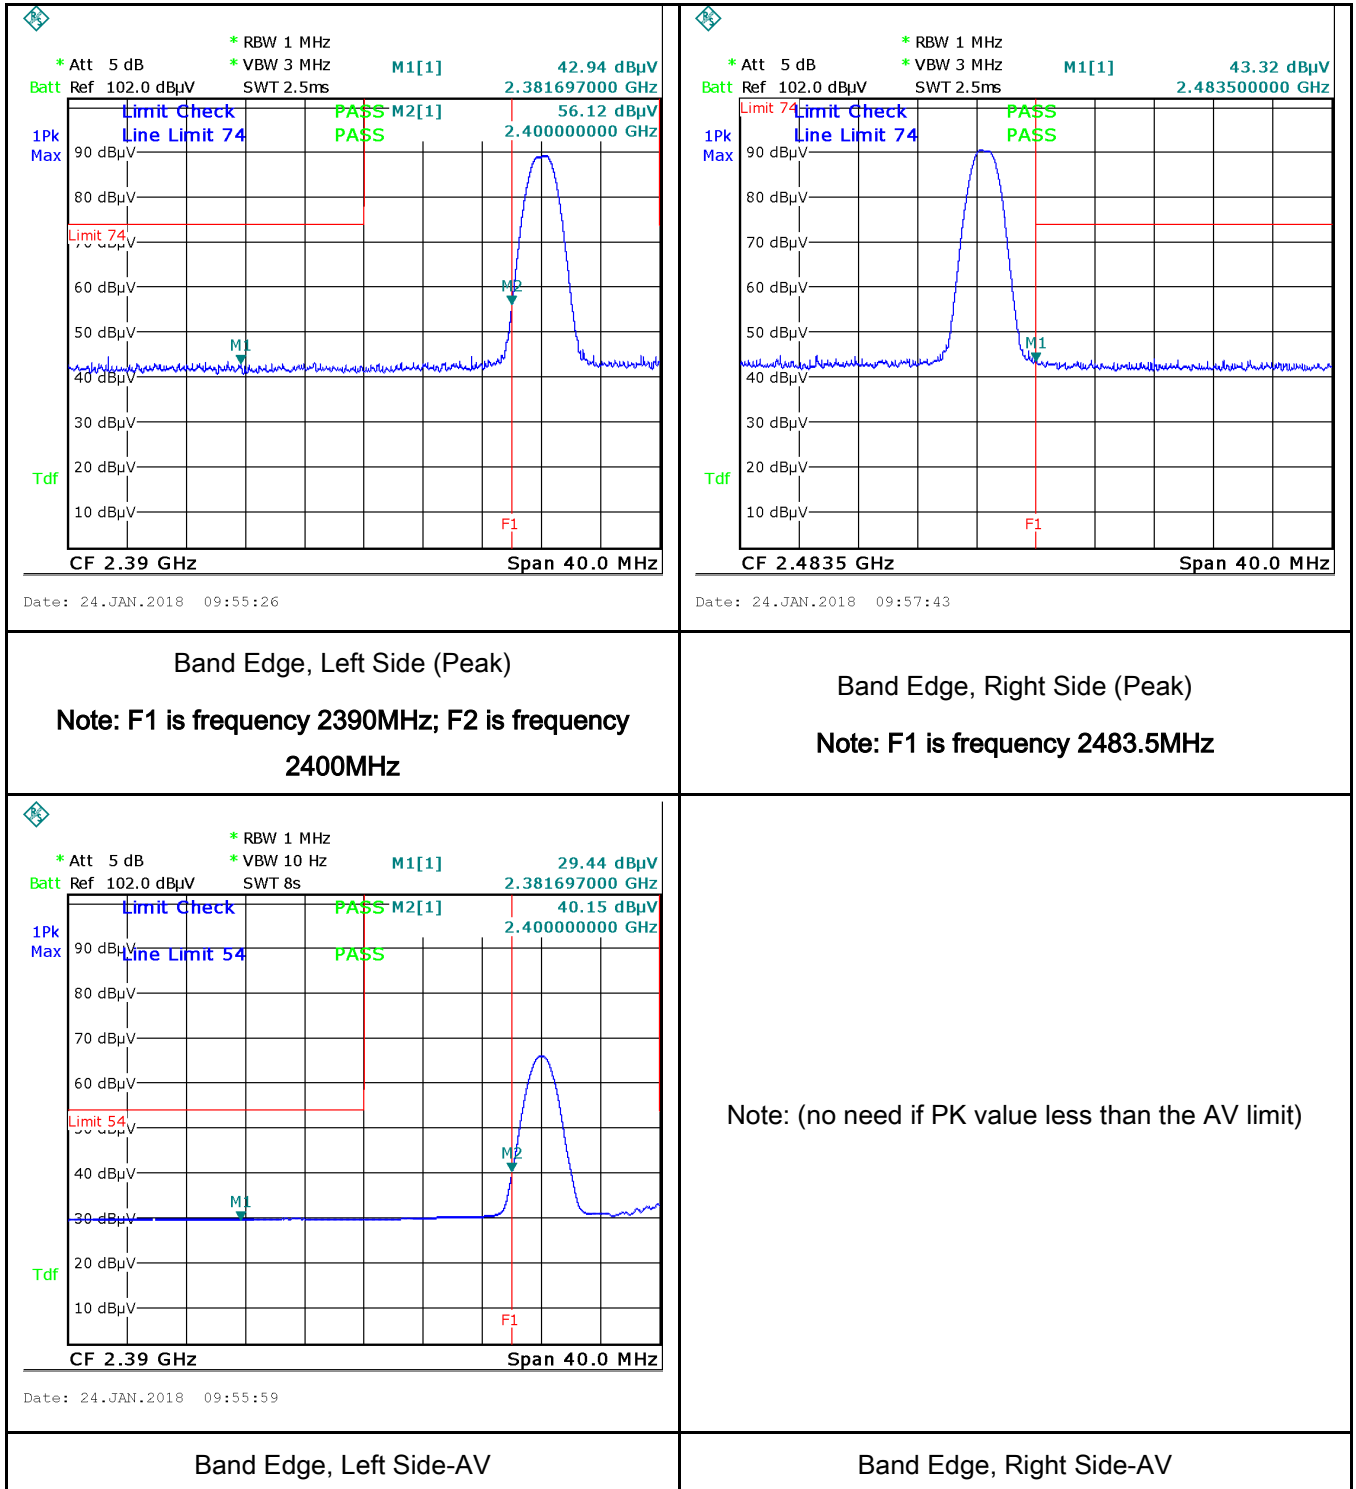 * RBW 1 MHz
* Att 5 dB * VBW 3 MHz M1[1] 42.94 dBµV
Batt Ref 102.0 dBµV SWT 2.5ms 2.381697000 GHz
Limit Check PASS M2[1] 56.12 dBµV
1Pk Line Limit 74 PASS 2.400000000 GHz
Max 90 dBµV
80 dBµV
Limit 74
70 dBµV
60 dBµV
M2
50 dBµV
M1
40 dBµV
30 dBµV
20 dBµV
Tdf
10 dBµV
F1
CF 2.39 GHz Span 40.0 MHz
Date: 24.JAN.2018 09:55:26
* RBW 1 MHz
* Att 5 dB * VBW 3 MHz M1[1] 43.32 dBµV
Batt Ref 102.0 dBµV SWT 2.5ms 2.483500000 GHz
Limit 74 Limit Check PASS
1Pk Line Limit 74 PASS
Max 90 dBµV
80 dBµV
70 dBµV
60 dBµV
50 dBµV
M1
40 dBµV
30 dBµV
20 dBµV
Tdf
10 dBµV
F1
CF 2.4835 GHz Span 40.0 MHz
Date: 24.JAN.2018 09:57:43
Band Edge, Left Side (Peak)
Note: F1 is frequency 2390MHz; F2 is frequency
2400MHz
Band Edge, Right Side (Peak)
Note: F1 is frequency 2483.5MHz
* RBW 1 MHz
* Att 5 dB * VBW 10 Hz M1[1] 29.44 dBµV
Batt Ref 102.0 dBµV SWT 8s 2.381697000 GHz
Limit Check PASS M2[1] 40.15 dBµV
1Pk 2.400000000 GHz
Max 90 dBµV Line Limit 54 PASS
80 dBµV
70 dBµV
60 dBµV
Limit 54
50 dBµV
M2
40 dBµV
M1
30 dBµV
20 dBµV
Tdf
10 dBµV
F1
CF 2.39 GHz Span 40.0 MHz
Date: 24.JAN.2018 09:55:59
Note: (no need if PK value less than the AV limit)
Band Edge, Left Side-AV
Band Edge, Right Side-AV